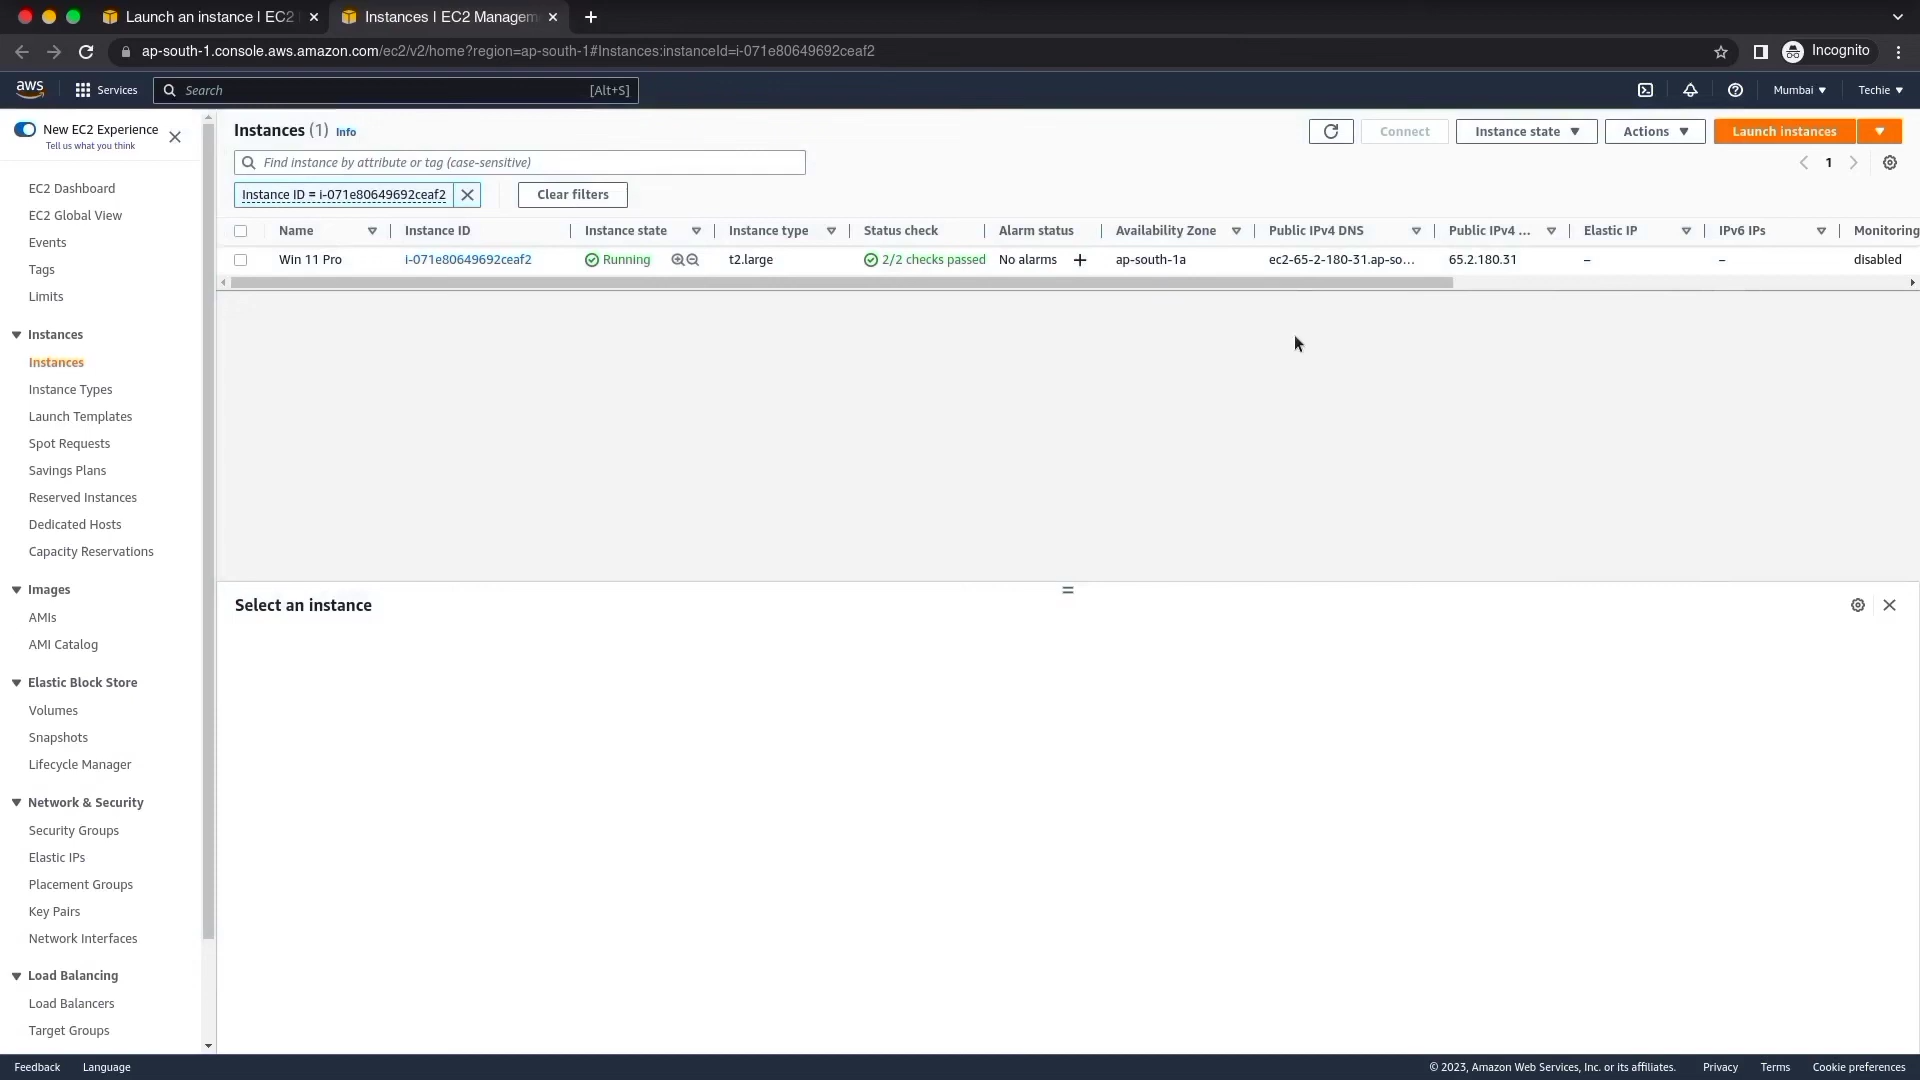 Launch an instance | EC2
Instances | EC2 Managem
ap-south-1.console.aws.amazon.com/ec2/v2/home?region=ap-south-1#Instances:instanceId=i-071e80649692ceaf2
Incognito
aws
Services
Search
[Alt+S]
Mumbai
Techie
New EC2 Experience
Tell us what you think
EC2 Dashboard
EC2 Global View
Events
Tags
Limits
Instances
Instances
Instance Types
Launch Templates
Spot Requests
Savings Plans
Reserved Instances
Dedicated Hosts
Capacity Reservations
Images
AMIs
AMI Catalog
Elastic Block Store
Volumes
Snapshots
Lifecycle Manager
Network & Security
Security Groups
Elastic IPs
Placement Groups
Key Pairs
Network Interfaces
Load Balancing
Load Balancers
Target Groups
Instances (1) Info
Connect
Instance state
Actions
Launch instances
Find instance by attribute or tag (case-sensitive)
1
Instance ID = i-071e80649692ceaf2
Clear filters
Name Instance ID Instance state Instance type Status check Alarm status Availability Zone Public IPv4 DNS Public IPv4 ... Elastic IP IPv6 IPs Monitoring
Win 11 Pro i-071e80649692ceaf2 Running t2.large 2/2 checks passed No alarms + ap-south-1a ec2-65-2-180-31.ap-so... 65.2.180.31 – – disabled
Select an instance
Feedback
Language
© 2023, Amazon Web Services, Inc. or its affiliates.
Privacy
Terms
Cookie preferences